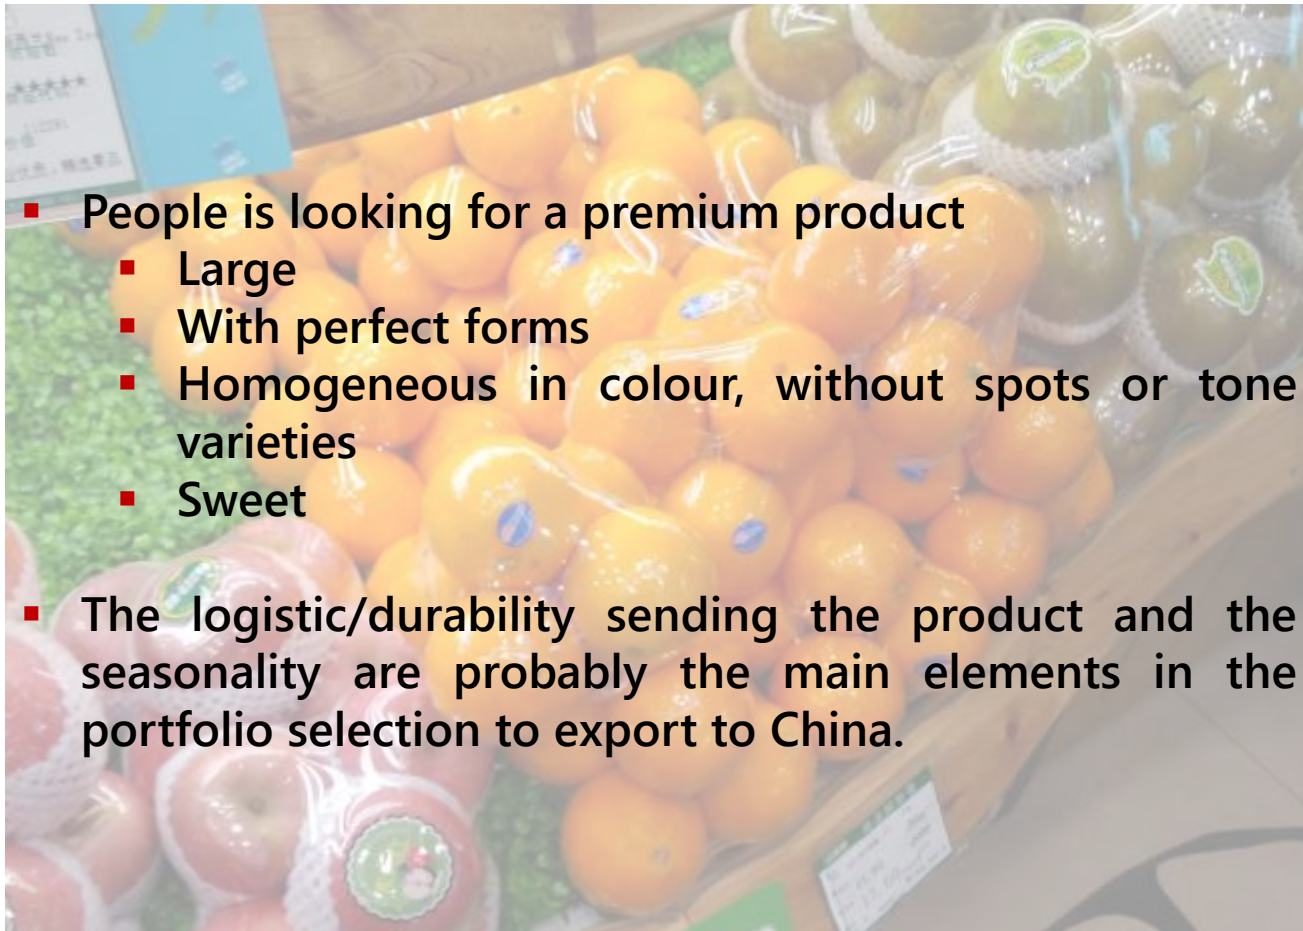 ▪ People is looking for a premium product
▪ Large
▪ With perfect forms
▪ Homogeneous in colour, without spots or tone
varieties
▪ Sweet
▪ The logistic/durability sending the product and the
seasonality are probably the main elements in the
portfolio selection to export to China.